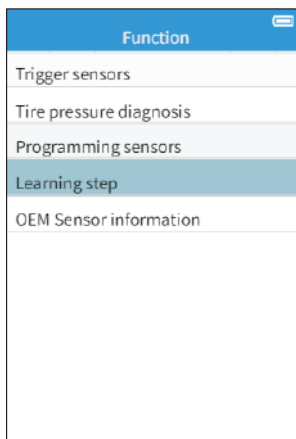 Function
Trigger sensors
Tire pressure diagnosis
Programming sensors
Learning step
OEM Sensor information